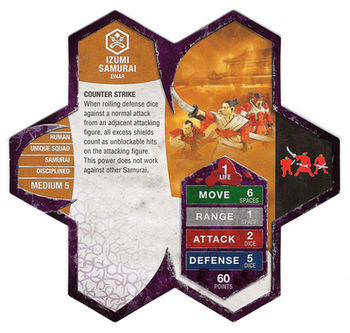 IZUMI
SAMURAI
EINAR
COUNTER STRIKE
When rolling defense dice
against a normal attack
from an adjacent attacking
figure, all excess shields
count as unblockable hits
on the attacking figure.
This power does not work
against other Samurai.
HUMAN
UNIQUE SQUAD
SAMURAI
DISCIPLINED
MEDIUM 5
1
LIFE
MOVE 6
SPACES
RANGE 1
SPACE
ATTACK 2
DICE
DEFENSE 5
DICE
60
POINTS